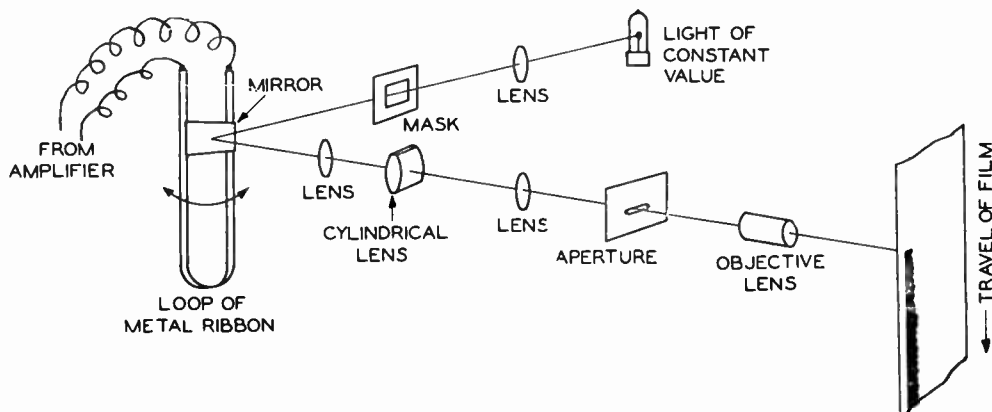 LIGHT OF
CONSTANT
VALUE
LENS
MASK
MIRROR
FROM
AMPLIFIER
LENS
CYLINDRICAL
LENS
LENS
APERTURE
OBJECTIVE
LENS
TRAVEL OF FILM
LOOP OF
METAL RIBBON